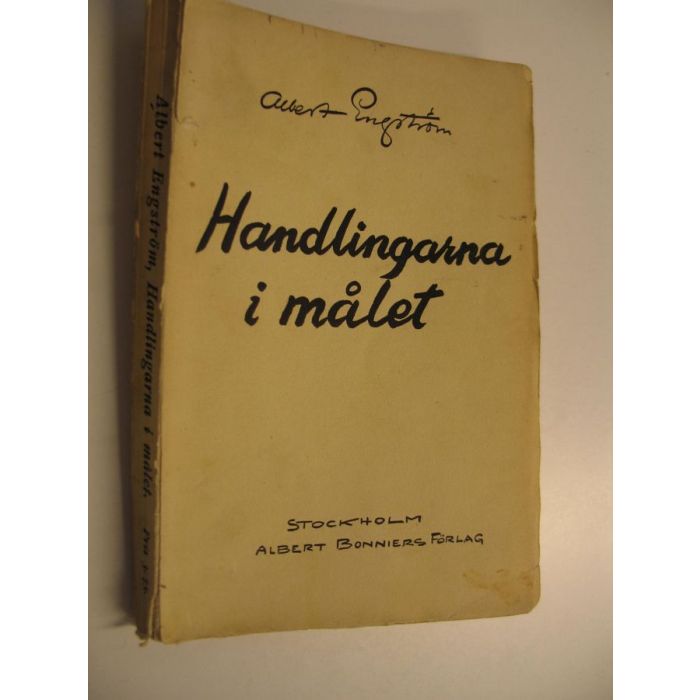 Albert Engström
Handlingarna
i målet
STOCKHOLM
ALBERT BONNIERS FÖRLAG
Albert Engström, Handlingarna i målet.